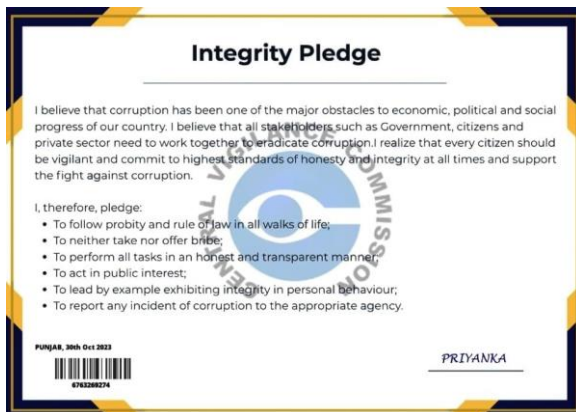 Integrity Pledge
I believe that corruption has been one of the major obstacles to economic, political and social
progress of our country. I believe that all stakeholders such as Government, citizens and
private sector need to work together to eradicate corruption.I realize that every citizen should
be vigilant and commit to highest standards of honesty and integrity at all times and support
the fight against corruption.
I, therefore, pledge:
• To follow probity and rule of law in all walks of life;
• To neither take nor offer bribe;
• To perform all tasks in an honest and transparent manner;
• To act in public interest;
• To lead by example exhibiting integrity in personal behaviour;
• To report any incident of corruption to the appropriate agency.
CENTRAL VIGILANCE COMMISSION
PUNJAB, 30th Oct 2023
6763269274
PRIYANKA